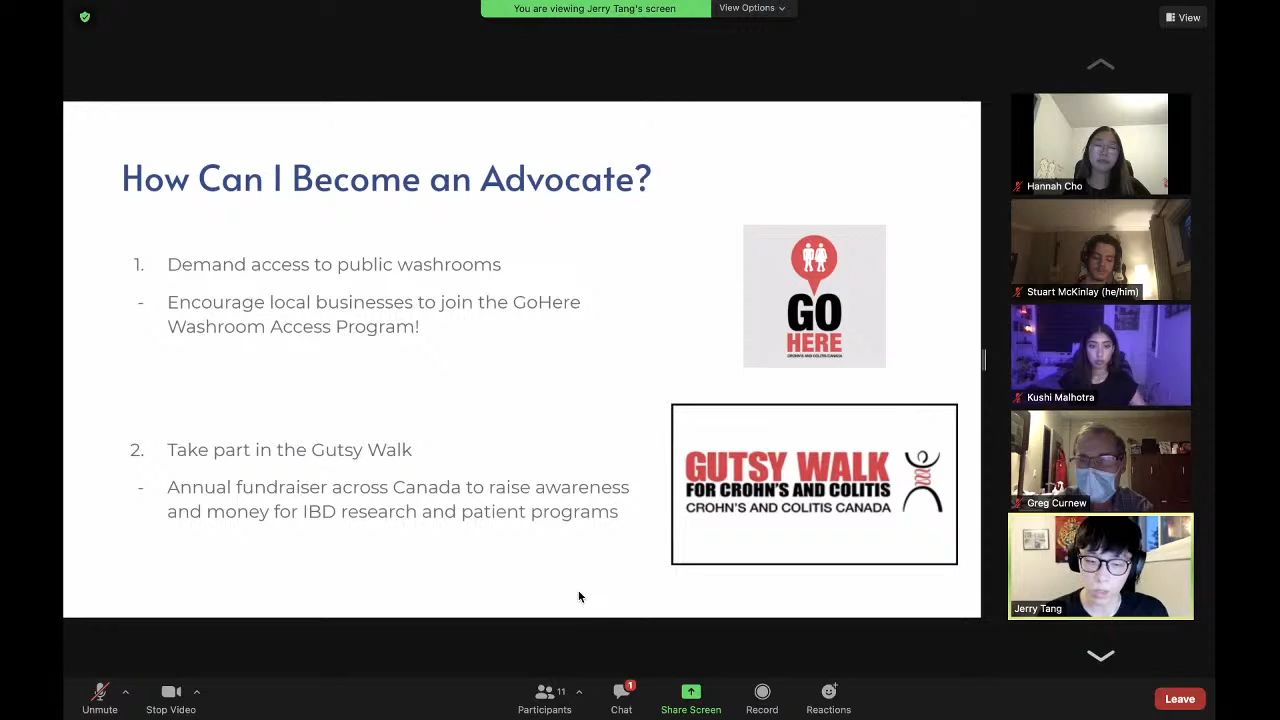 You are viewing Jerry Tang's screen
View Options
View
How Can I Become an Advocate?
1. Demand access to public washrooms
- Encourage local businesses to join the GoHere
Washroom Access Program!
GO
HERE
CROHN'S AND COLITIS CANADA
2. Take part in the Gutsy Walk
- Annual fundraiser across Canada to raise awareness
and money for IBD research and patient programs
GUTSY WALK
FOR CROHN'S AND COLITIS
CROHN'S AND COLITIS CANADA
Hannah Cho
Stuart McKinlay (he/him)
Kushi Malhotra
Greg Curnew
Jerry Tang
Unmute
Stop Video
11
Participants
1
Chat
Share Screen
Record
Reactions
Leave